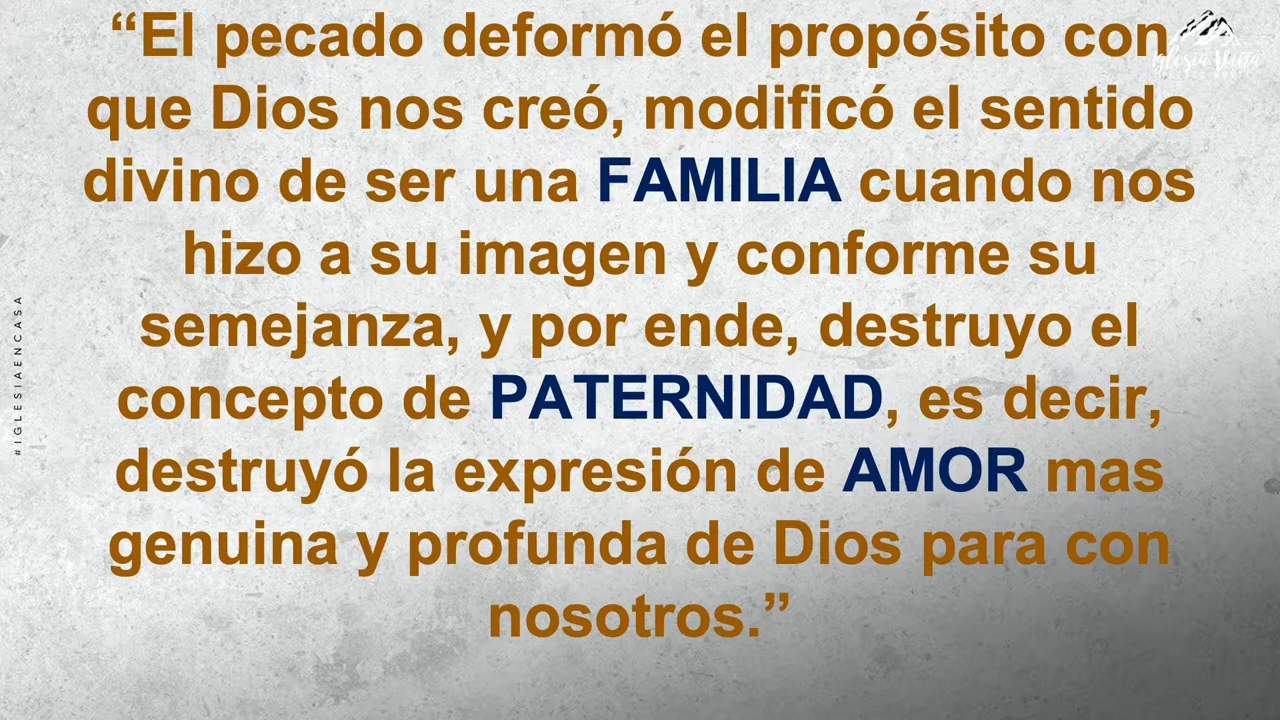 “El pecado deformó el propósito con
que Dios nos creó, modificó el sentido
divino de ser una FAMILIA cuando nos
hizo a su imagen y conforme su
semejanza, y por ende, destruyo el
concepto de PATERNIDAD, es decir,
destruyó la expresión de AMOR mas
genuina y profunda de Dios para con
nosotros.”
#IGLESIAENCASA
Iglesia